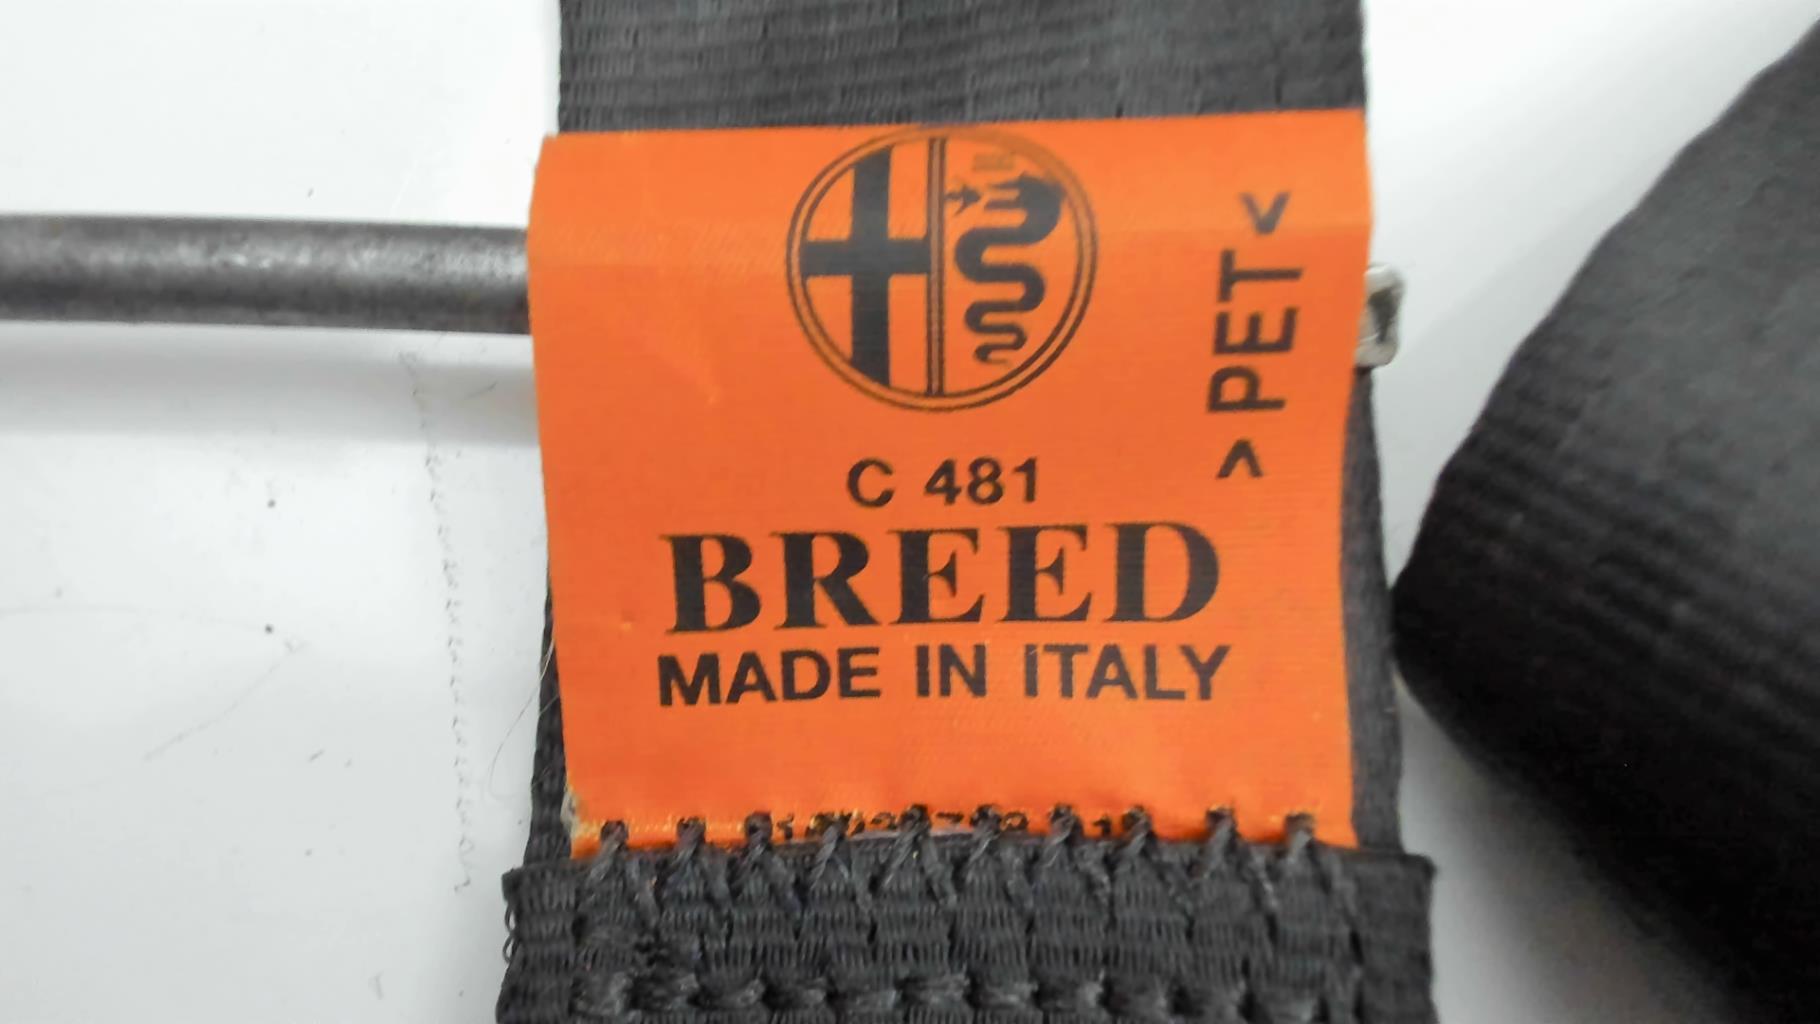 C 481
BREED
MADE IN ITALY
>PET<